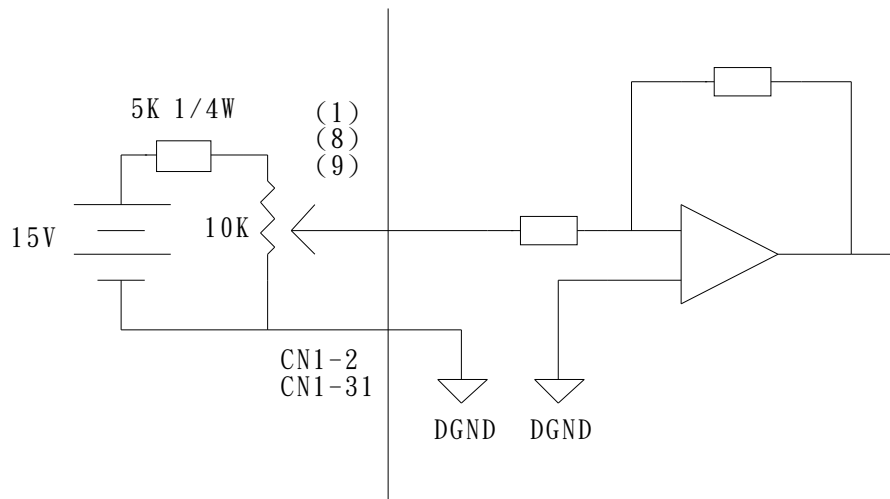 5K 1/4W
(1)
(8)
(9)
15V
10K
CN1-2
CN1-31
DGND
DGND